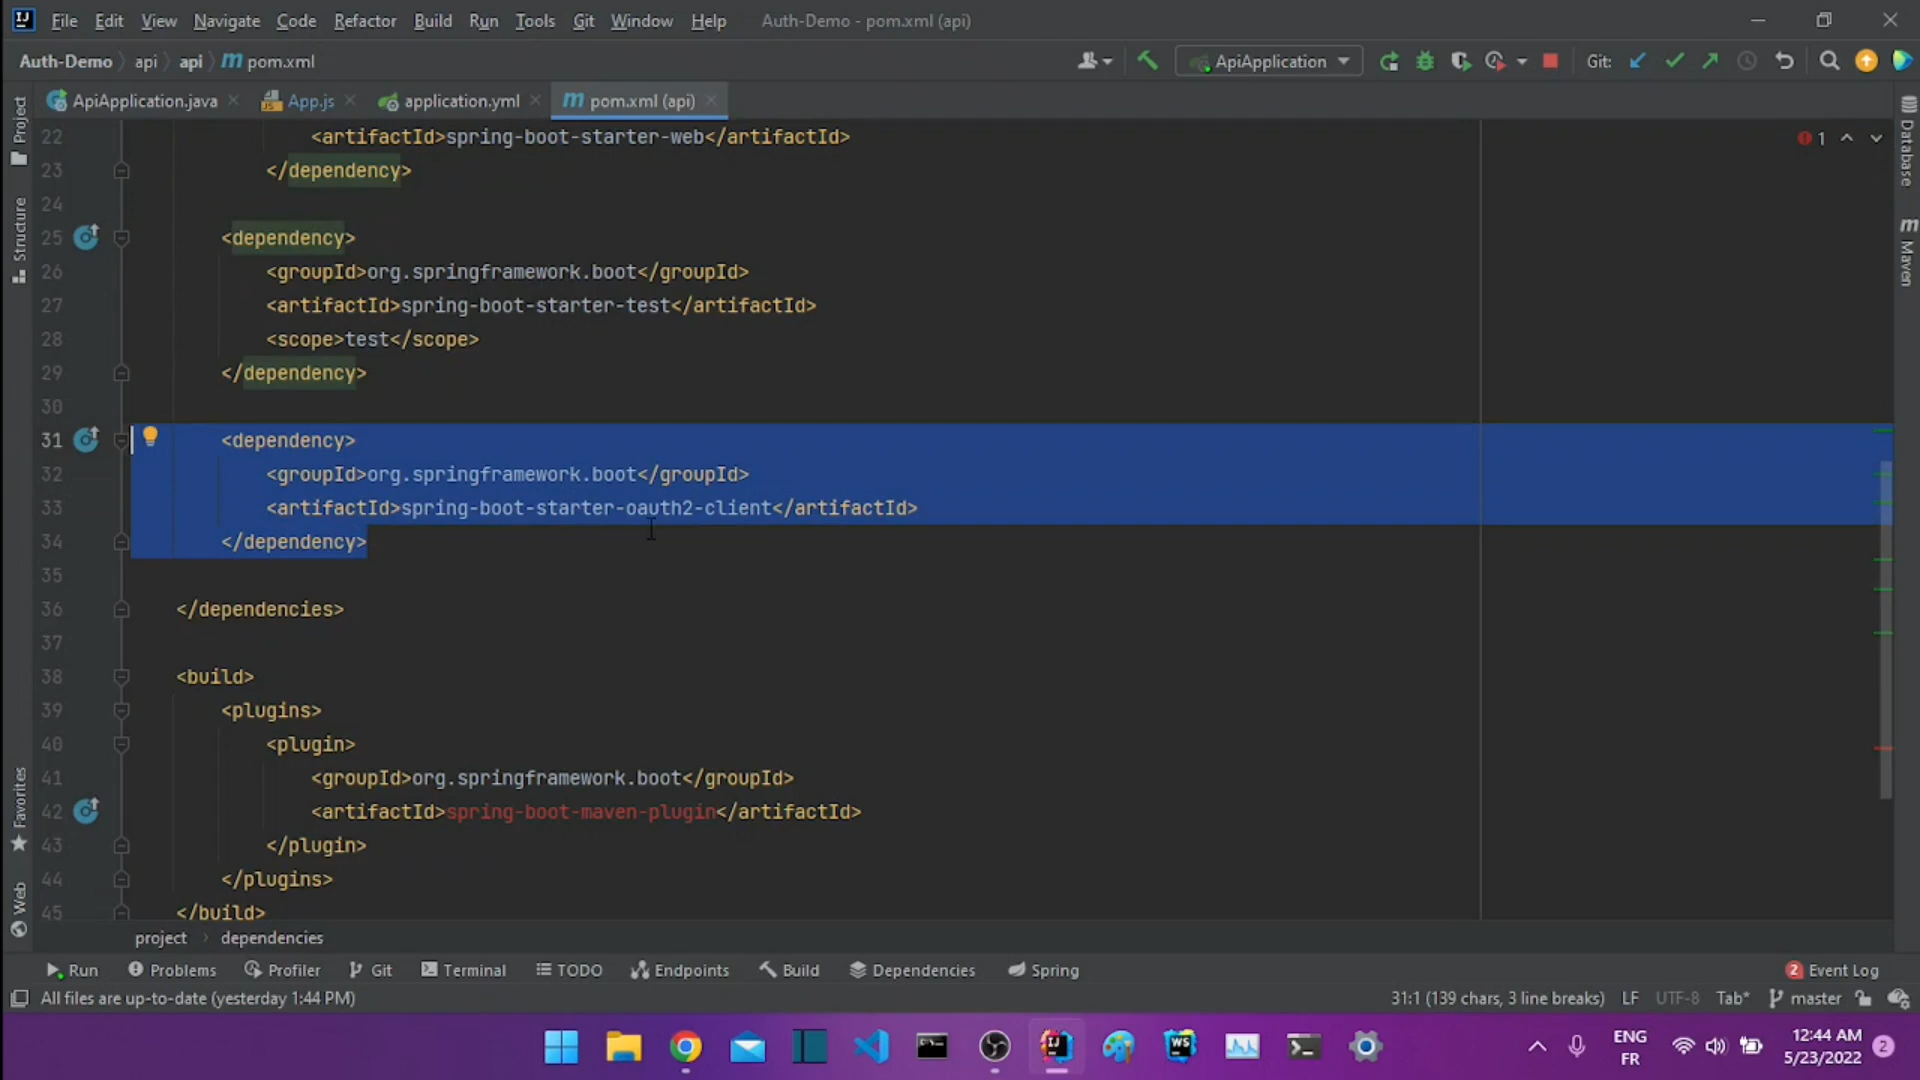 File Edit View Navigate Code Refactor Build Run Tools Git Window Help Auth-Demo - pom.xml (api)
Auth-Demo api api m pom.xml ApiApplication Git:
ApiApplication.java App.js application.yml m pom.xml (api)
Project
Structure
Favorites
Web
22 <artifactId>spring-boot-starter-web</artifactId>
23 </dependency>
24
25 <dependency>
26 <groupId>org.springframework.boot</groupId>
27 <artifactId>spring-boot-starter-test</artifactId>
28 <scope>test</scope>
29 </dependency>
30
31 <dependency>
32 <groupId>org.springframework.boot</groupId>
33 <artifactId>spring-boot-starter-oauth2-client</artifactId>
34 </dependency>
35
36 </dependencies>
37
38 <build>
39 <plugins>
40 <plugin>
41 <groupId>org.springframework.boot</groupId>
42 <artifactId>spring-boot-maven-plugin</artifactId>
43 </plugin>
44 </plugins>
45 </build>
1
Database
m Maven
project dependencies
Run Problems Profiler Git Terminal TODO Endpoints Build Dependencies Spring 2 Event Log
All files are up-to-date (yesterday 1:44 PM) 31:1 (139 chars, 3 line breaks) LF UTF-8 Tab* master
ENG 12:44 AM
FR 5/23/2022 2